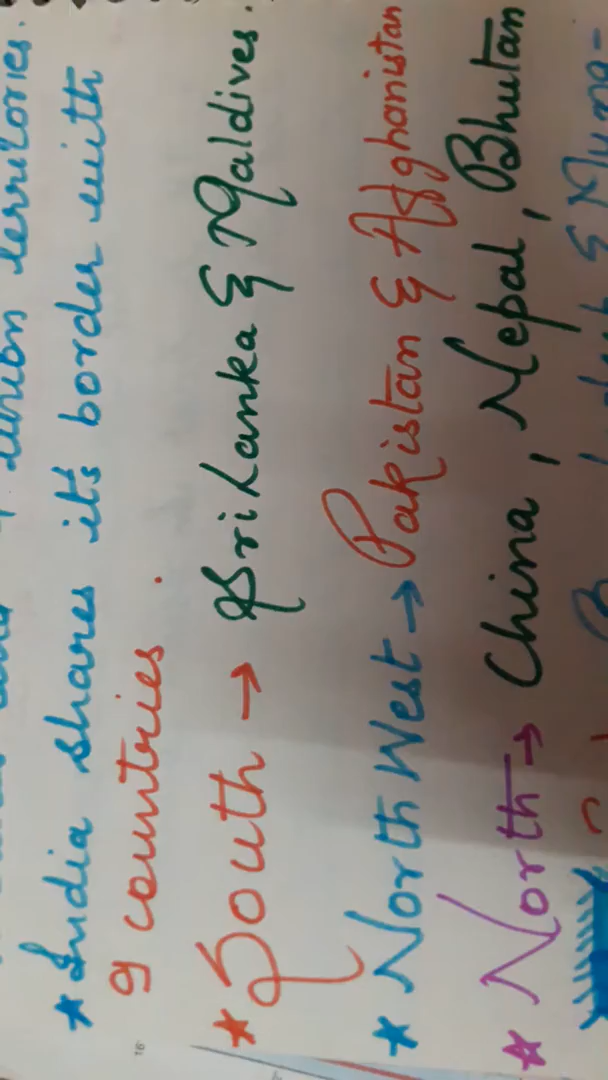 union territories.
* India shares its border with
9 countries.
* South → Sri Lanka & Maldives.
* North West → Pakistan & Afghanistan
* North → China, Nepal, Bhutan